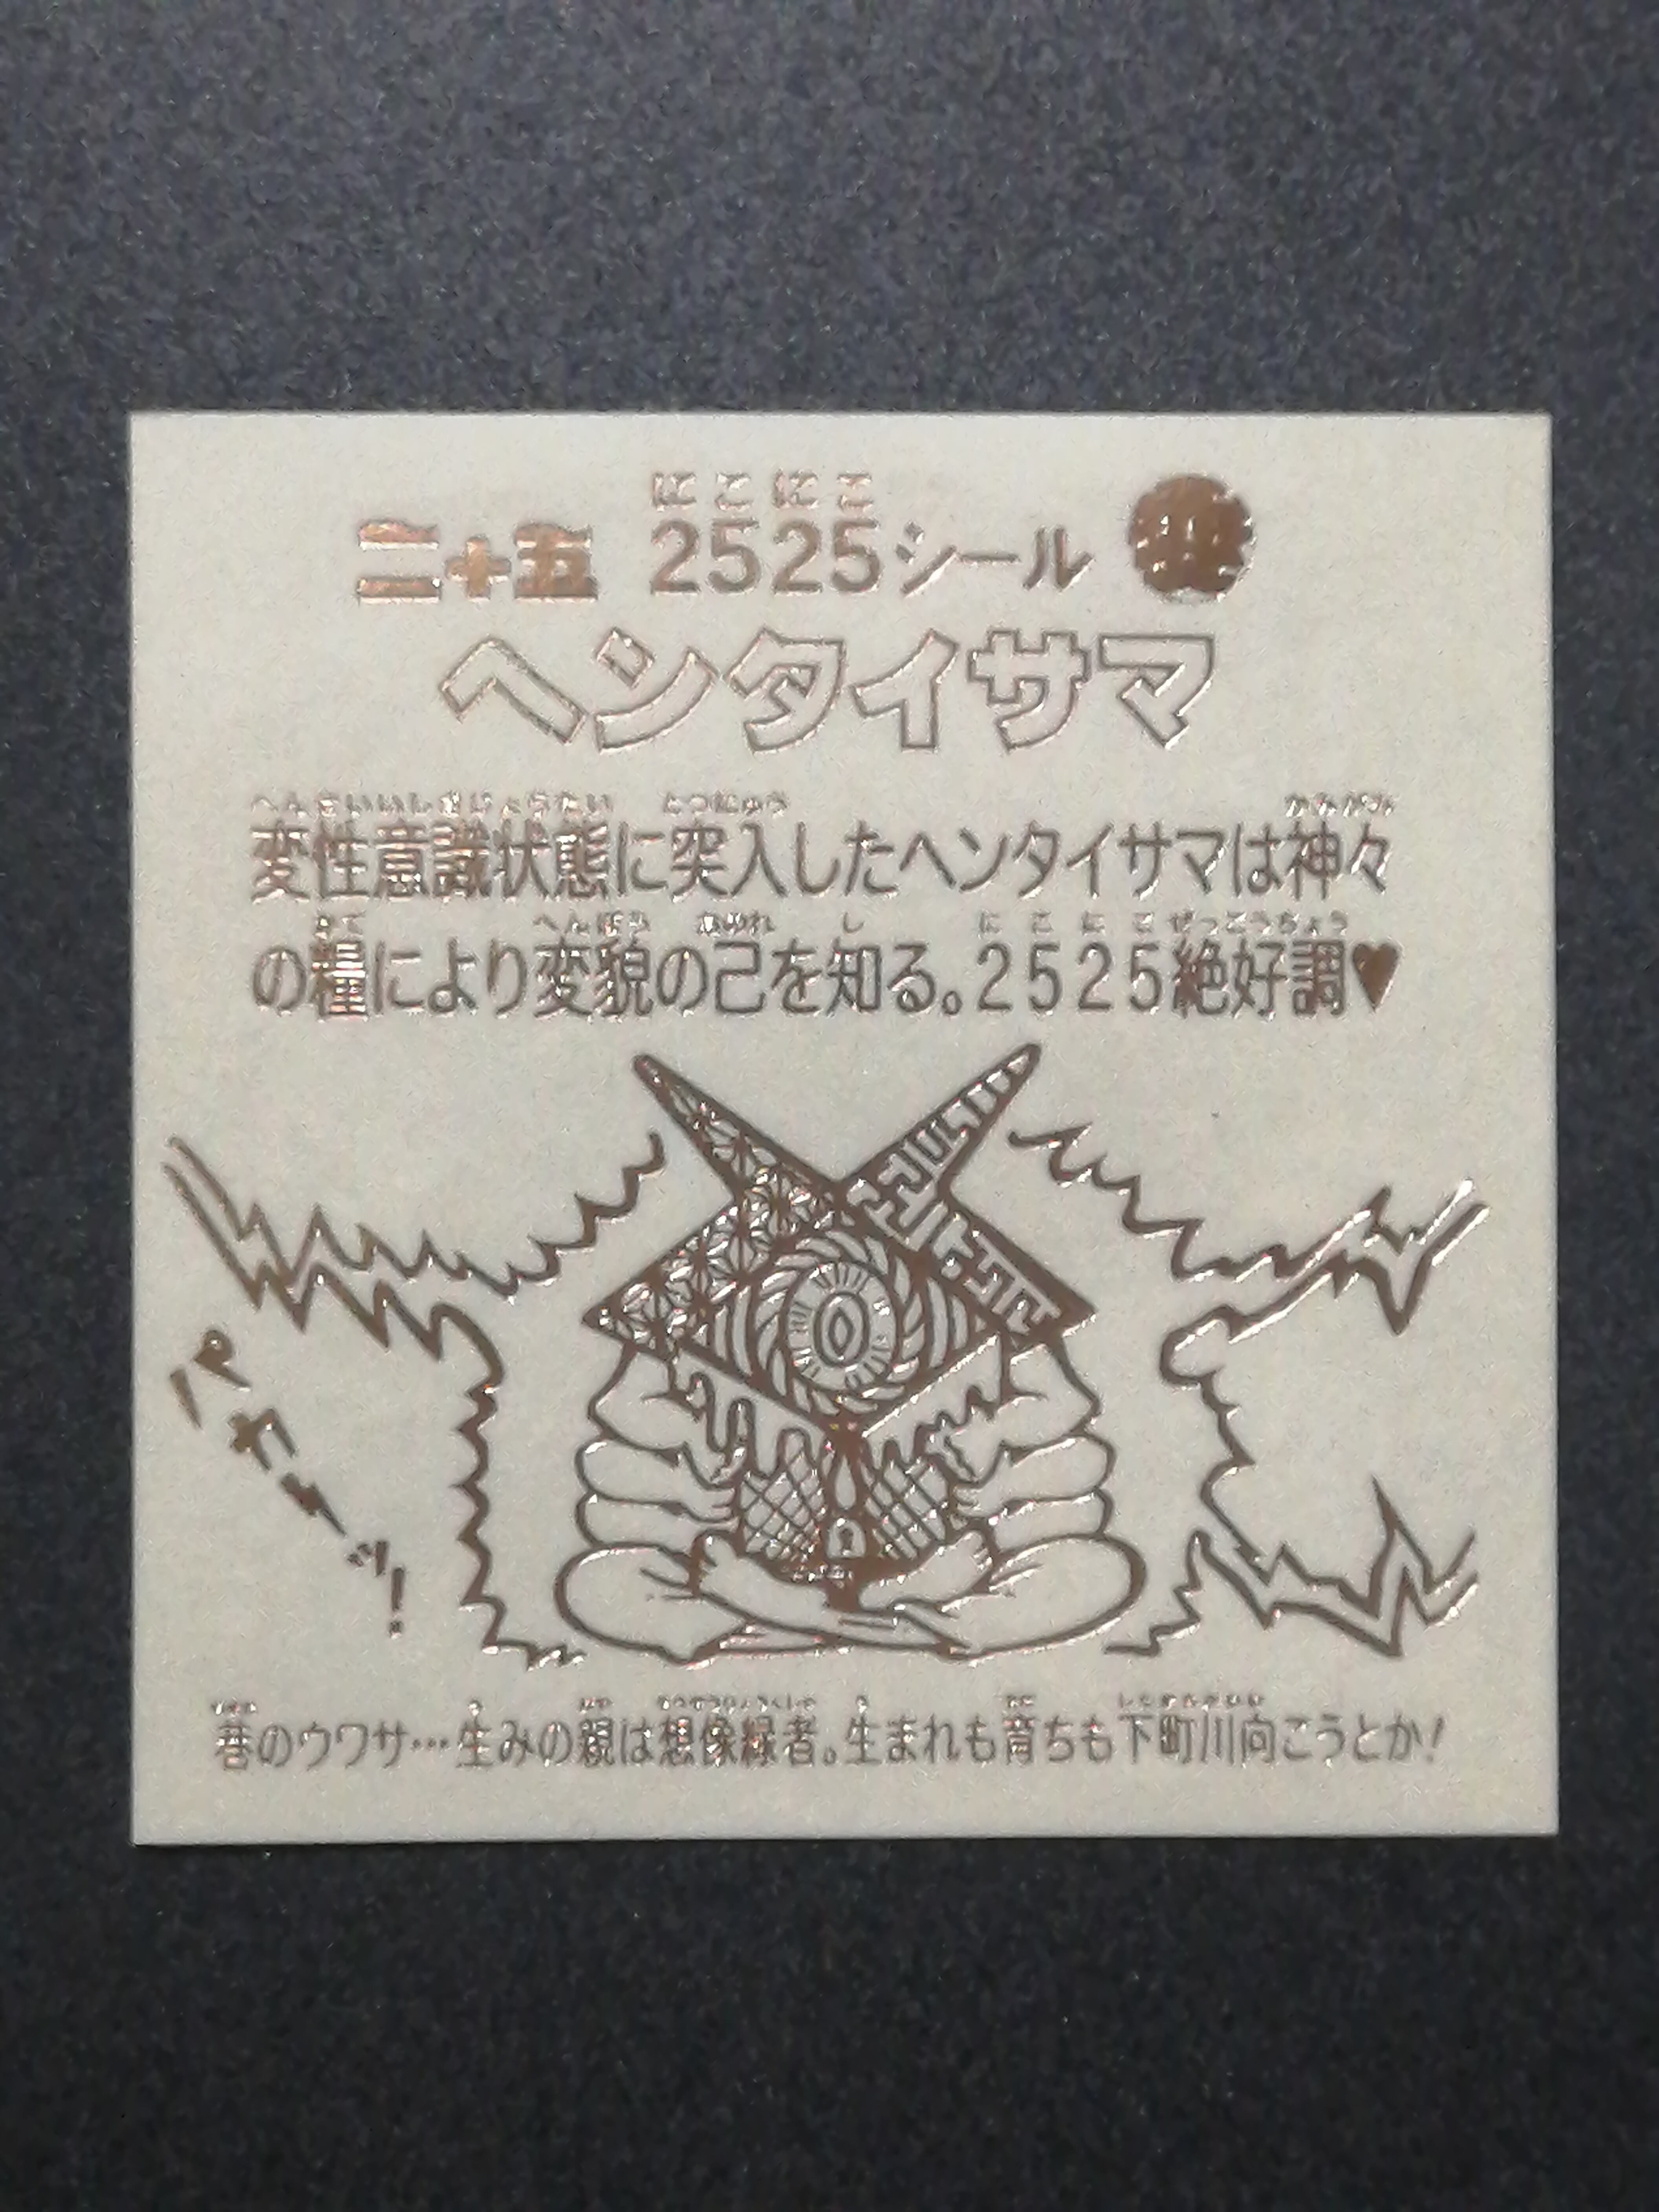 にこにこ
二十五 2525シール
ヘンタイサマ
へんせいいしきじょうたい とつにゅう かみがみ
変性意識状態に突入したヘンタイサマは神々
かて へんぼう おのれ し にこにこぜっこうちょう
の糧により変貌の己を知る。2525絶好調♥
パカーッ!
巷のウワサ…生みの親は想像縁者。生まれも育ちも下町川向こうとか!